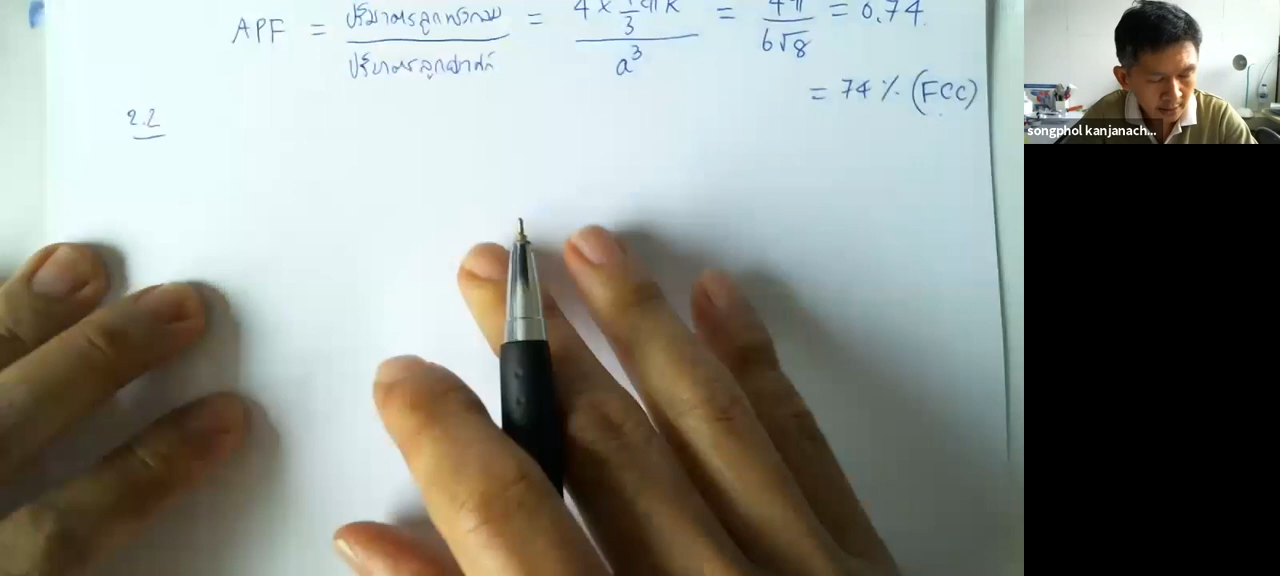 APF = ปริมาตรลูกทรงกลม / ปริมาตรลูกบาศก์ = 4 × 4/3 πR / a³ = 4π / 6√8 = 0.74
= 74 % (FCC)
2.2
songphol kanjanach...